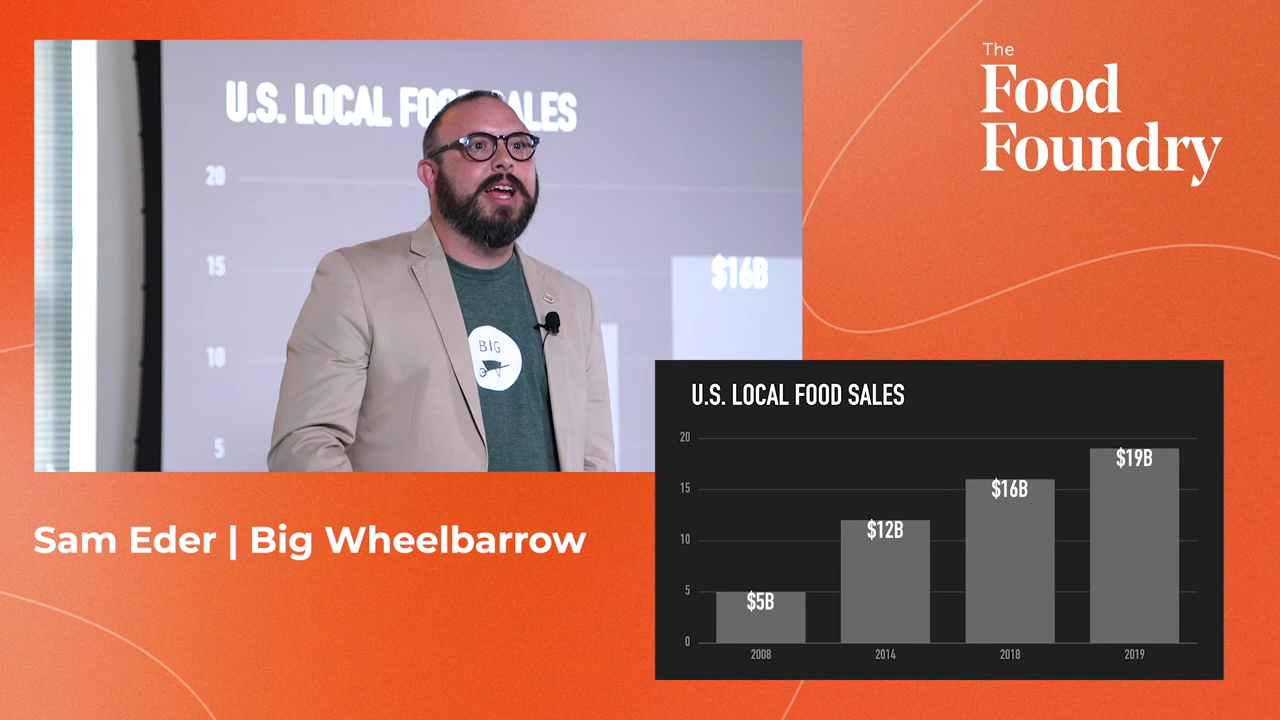 The
Food
Foundry
U.S. LOCAL FOOD SALES
20
15
$16B
10
5
BIG
Sam Eder | Big Wheelbarrow
U.S. LOCAL FOOD SALES
20
15
10
5
0
$5B
$12B
$16B
$19B
2008
2014
2018
2019